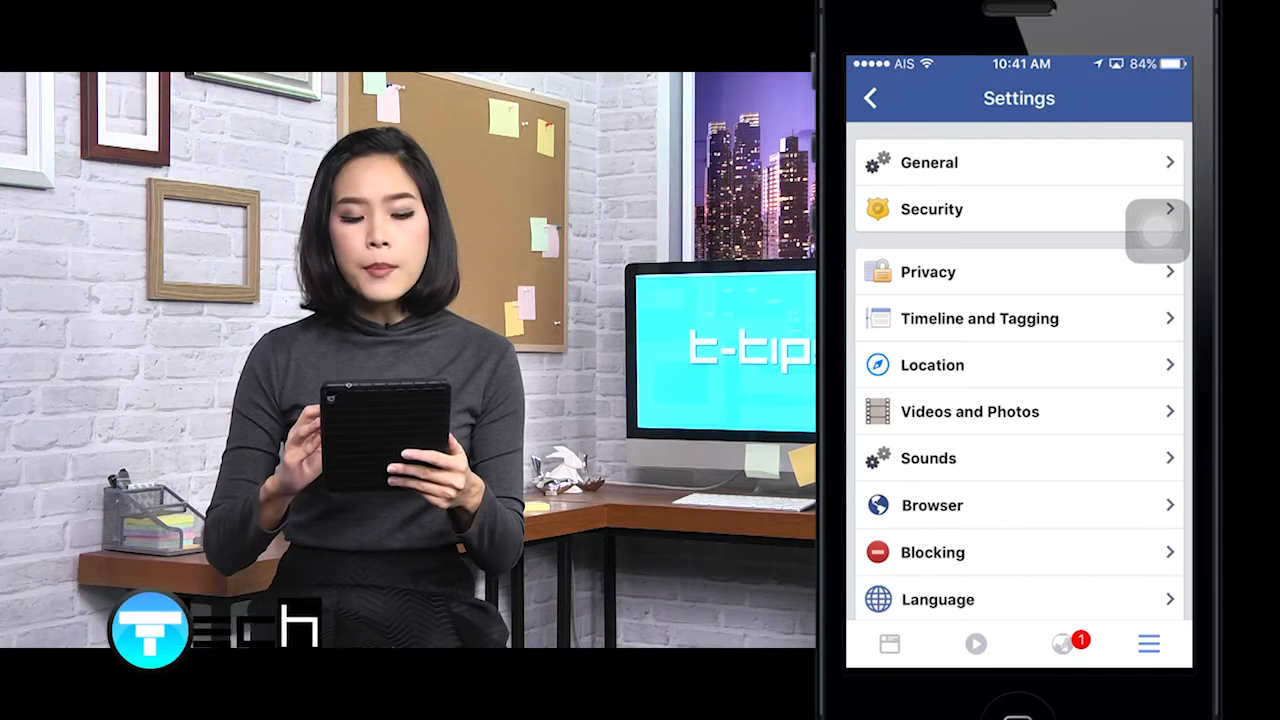 AIS 10:41 AM 84%
Settings
General
Security
Privacy
Timeline and Tagging
Location
Videos and Photos
Sounds
Browser
Blocking
Language
1
t-tips
Tech